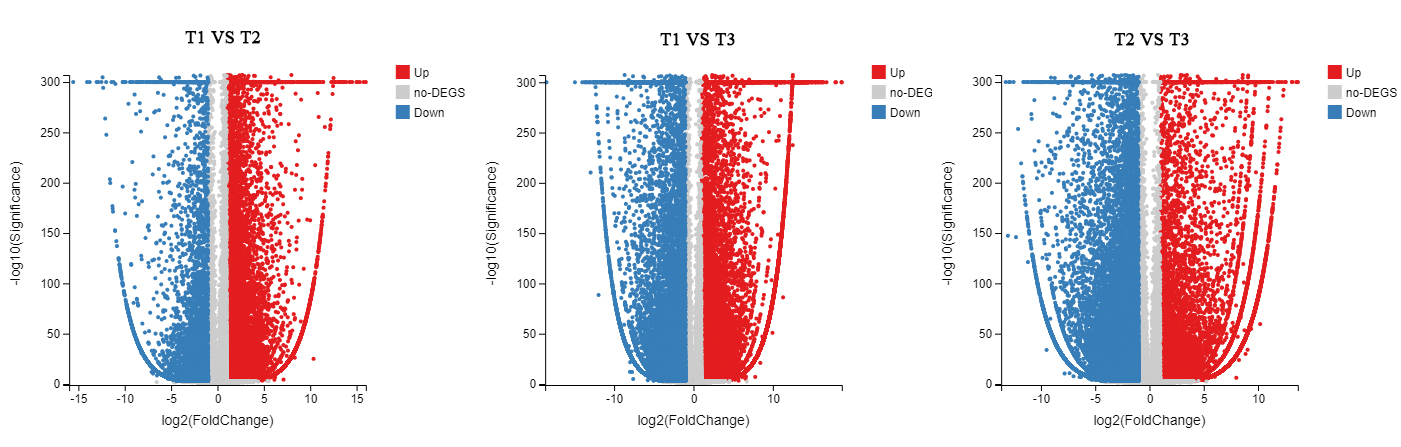 T1 VS T2
300
250
200
150
100
50
0
-15
-10
-5
0
5
10
15
-log10(Significance)
log2(FoldChange)
Up
no-DEGS
Down
T1 VS T3
300
250
200
150
100
50
0
-10
0
10
-log10(Significance)
log2(FoldChange)
Up
no-DEG
Down
T2 VS T3
300
250
200
150
100
50
0
-10
-5
0
5
10
-log10(Significance)
log2(FoldChange)
Up
no-DEGS
Down